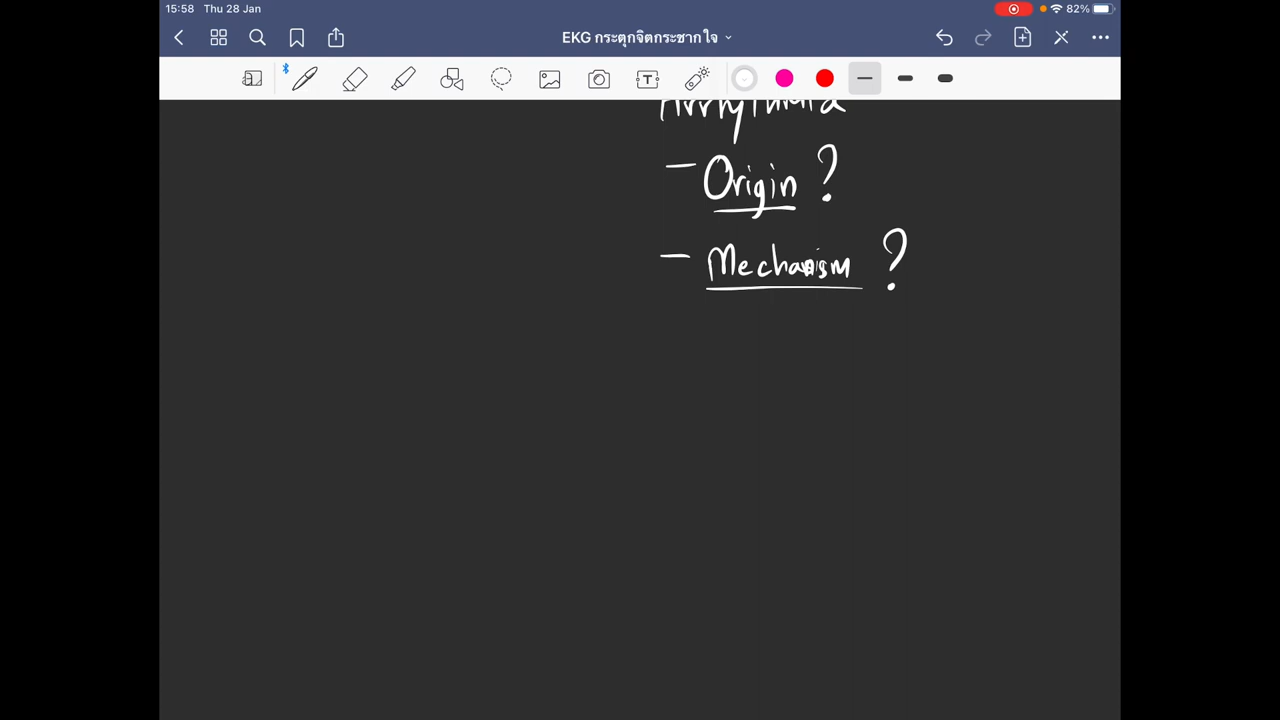 15:58 Thu 28 Jan 82%
EKG กระตุกจิตกระชากใจ
Arrhythmia
- Origin ?
- Mechanism ?